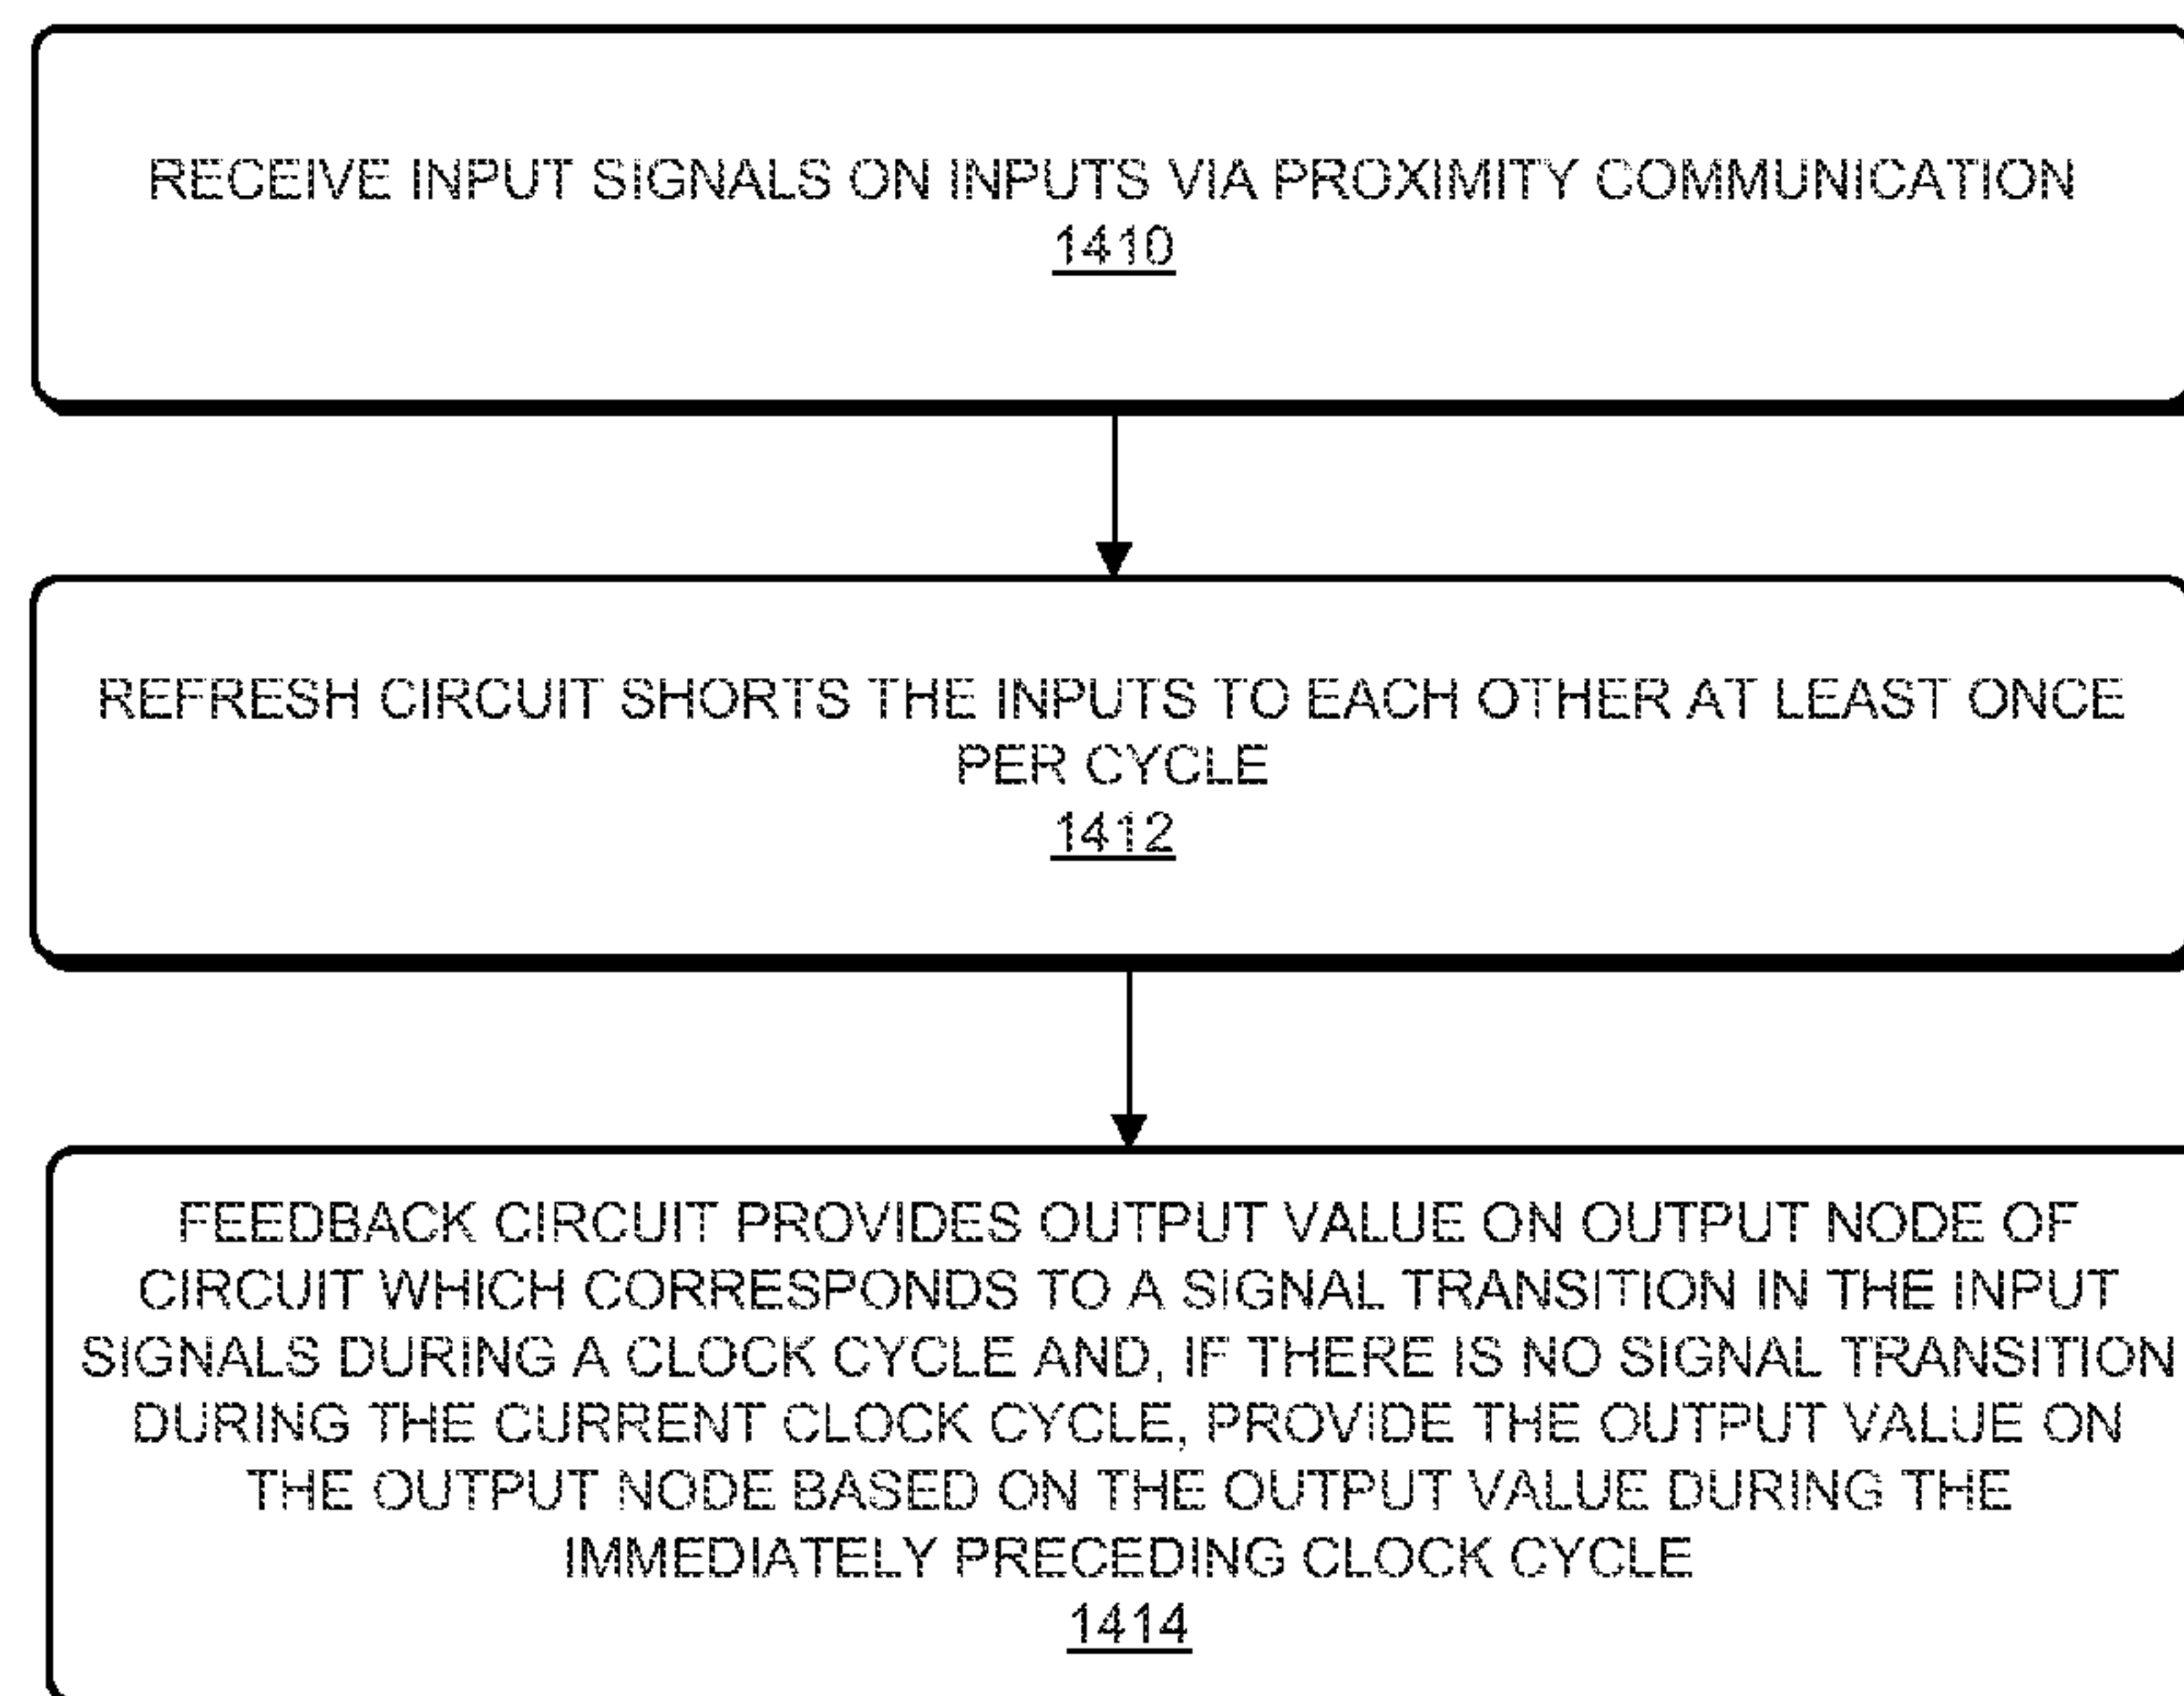 RECEIVE INPUT SIGNALS ON INPUTS VIA PROXIMITY COMMUNICATION
1410
REFRESH CIRCUIT SHORTS THE INPUTS TO EACH OTHER AT LEAST ONCE
PER CYCLE
1412
FEEDBACK CIRCUIT PROVIDES OUTPUT VALUE ON OUTPUT NODE OF
CIRCUIT WHICH CORRESPONDS TO A SIGNAL TRANSITION IN THE INPUT
SIGNALS DURING A CLOCK CYCLE AND, IF THERE IS NO SIGNAL TRANSITION
DURING THE CURRENT CLOCK CYCLE, PROVIDE THE OUTPUT VALUE ON
THE OUTPUT NODE BASED ON THE OUTPUT VALUE DURING THE
IMMEDIATELY PRECEDING CLOCK CYCLE
1414